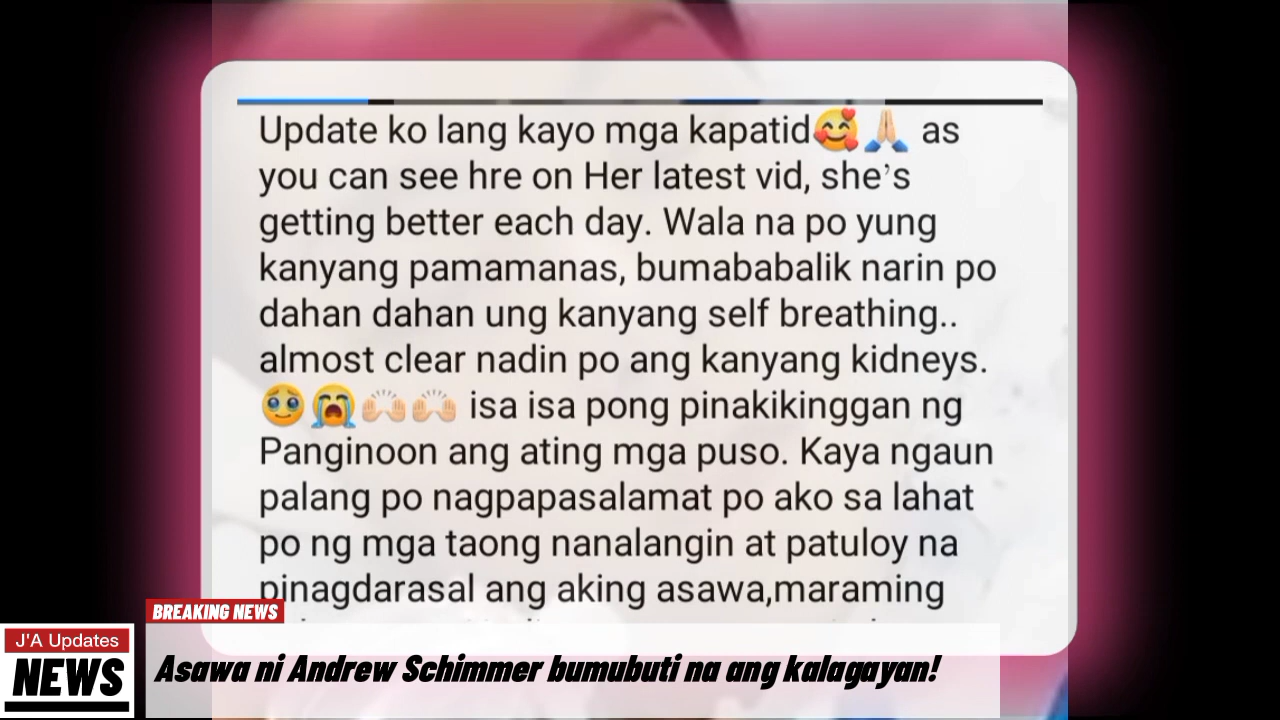 Update ko lang kayo mga kapatid🥰🙏🏼 as
you can see hre on Her latest vid, she's
getting better each day. Wala na po yung
kanyang pamamanas, bumababalik narin po
dahan dahan ung kanyang self breathing..
almost clear nadin po ang kanyang kidneys.
🥹😭🙌🏼🙌🏼 isa isa pong pinakikinggan ng
Panginoon ang ating mga puso. Kaya ngaun
palang po nagpapasalamat po ako sa lahat
po ng mga taong nanalangin at patuloy na
pinagdarasal ang aking asawa,maraming
BREAKING NEWS
J'A Updates
NEWS
Asawa ni Andrew Schimmer bumubuti na ang kalagayan!